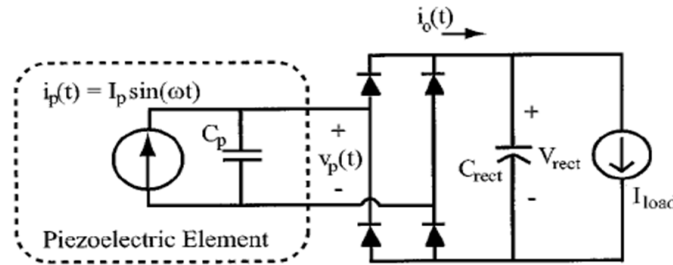 i_o(t)
i_p(t) = I_p sin(ωt)
C_p
+
v_p(t)
-
+
C_rect
V_rect
-
I_load
Piezoelectric Element